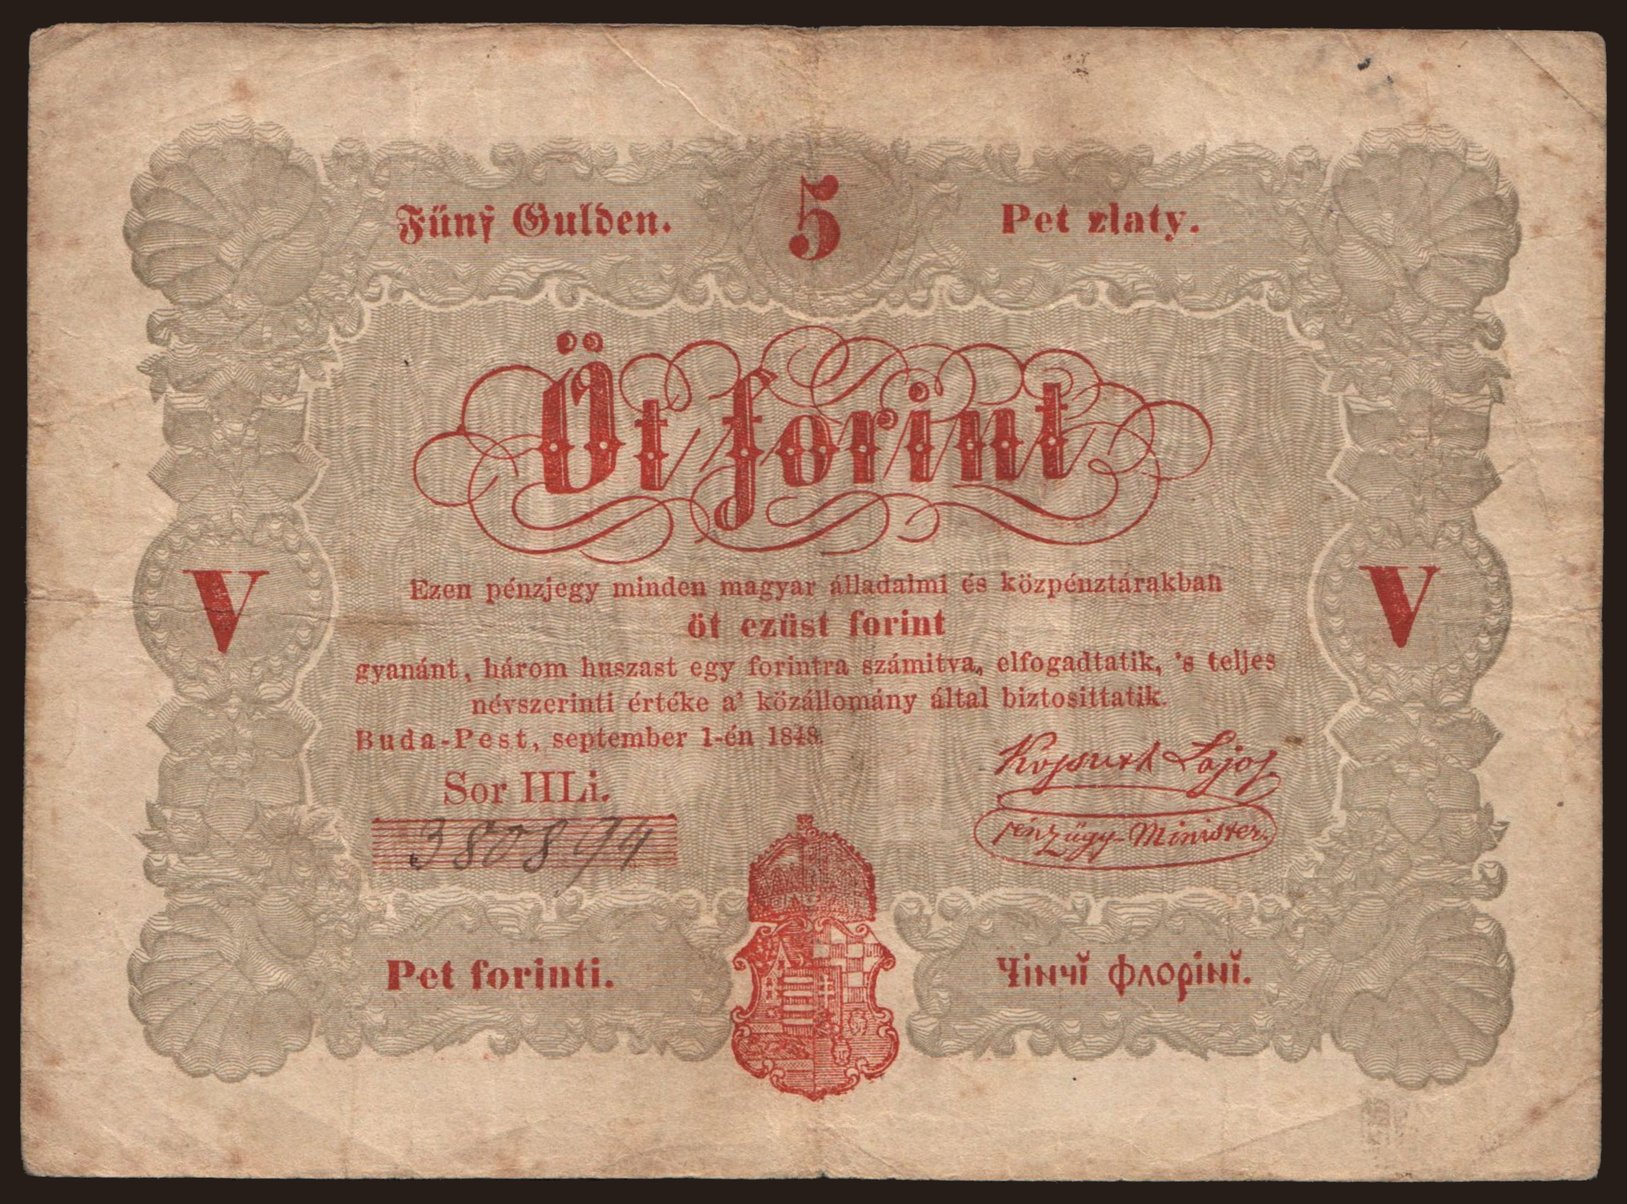 Fünf Gulden. 5 Pet zlaty.
Öt forint
Ezen pénzjegy minden magyar álladalmi és közpénztárakban
öt ezüst forint
V V
gyanánt, három huszast egy forintra számitva, elfogadtatik, 's teljes
névszerinti értéke a' közállomány által biztosittatik.
Buda-Pest, september 1-én 1848.
Kossuth Lajos
Sor HLi.
pénzügy-Minister.
380894
Pet forinti. Чінчĭ флорінĭ.